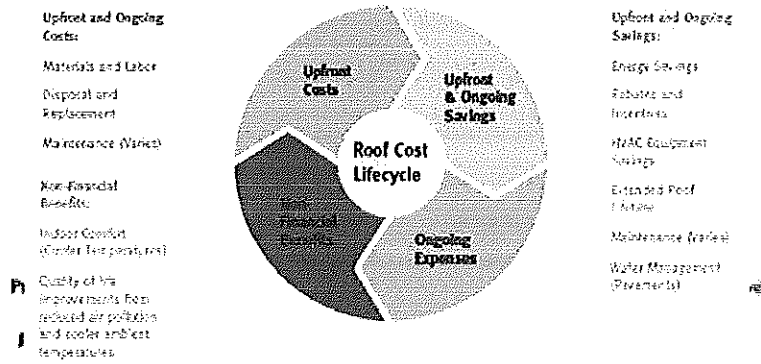 Upfront and Ongoing
Costs:
Materials and Labor
Disposal and
Replacement
Maintenance (Varies)
Non-Financial
Benefits:
Indoor Comfort
(Cooler Temperatures)
Quality of life
improvements from
reduced air pollution
and cooler ambient
temperatures
Upfront
Costs
Upfront
& Ongoing
Savings
Roof Cost
Lifecycle
Non-
Financial
Benefits
Ongoing
Expenses
Upfront and Ongoing
Savings:
Energy Savings
Rebates and
Incentives
HVAC Equipment
Savings
Extended Roof
Lifetime
Maintenance (Varies)
Water Management
(Pavements)